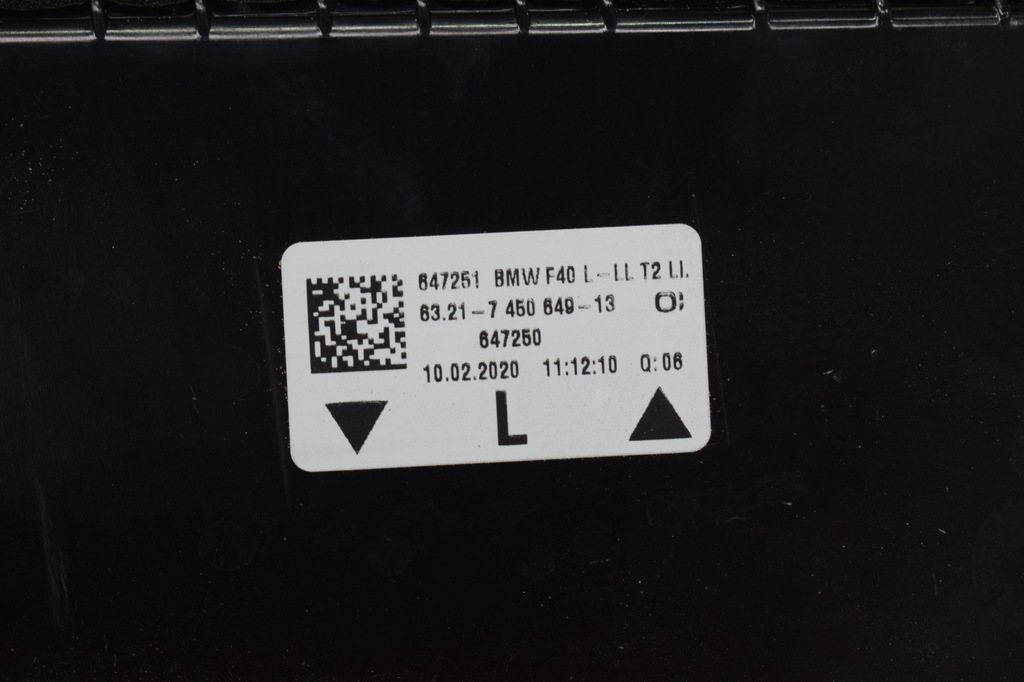 647251 BMW F40 L-LL T2 LI.
63.21-7 450 649-13
647250
10.02.2020 11:12:10 Q:06
L